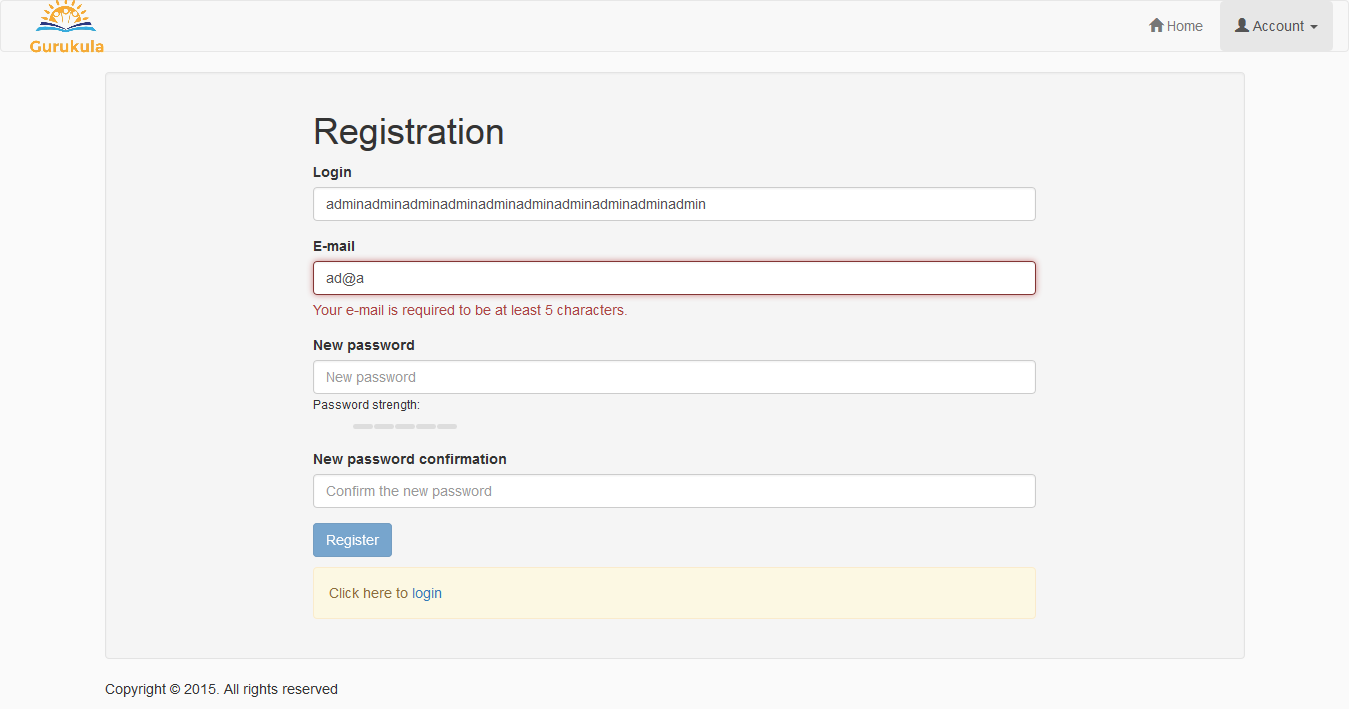 Gurukula
Home
Account
Registration
Login
adminadminadminadminadminadminadminadminadminadmin
E-mail
ad@a
Your e-mail is required to be at least 5 characters.
New password
New password
Password strength:
New password confirmation
Confirm the new password
Register
Click here to login
Copyright © 2015. All rights reserved